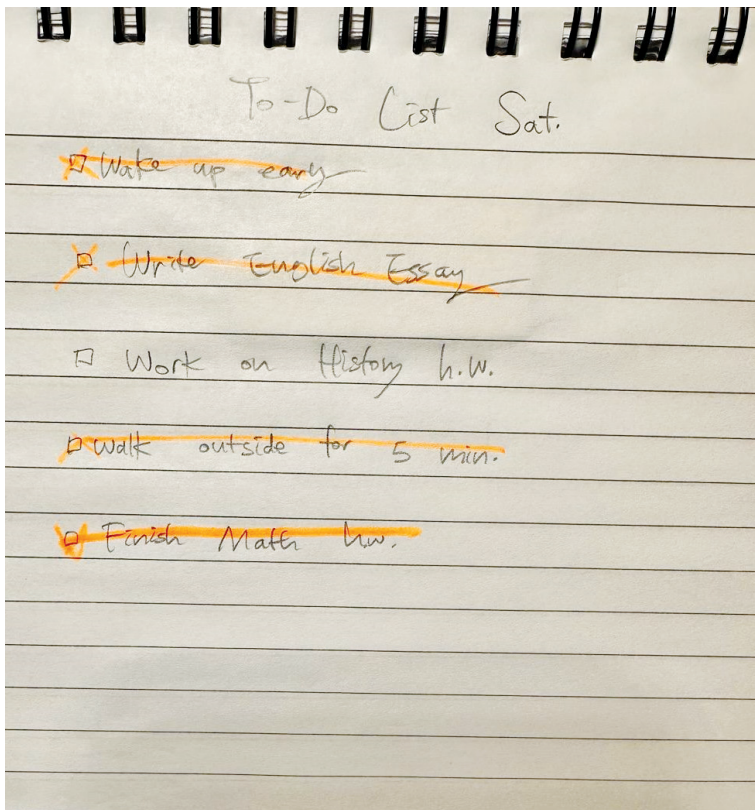 To-Do List Sat.
Wake up early
Write English Essay
Work on History h.w.
Walk outside for 5 min.
Finish Math h.w.